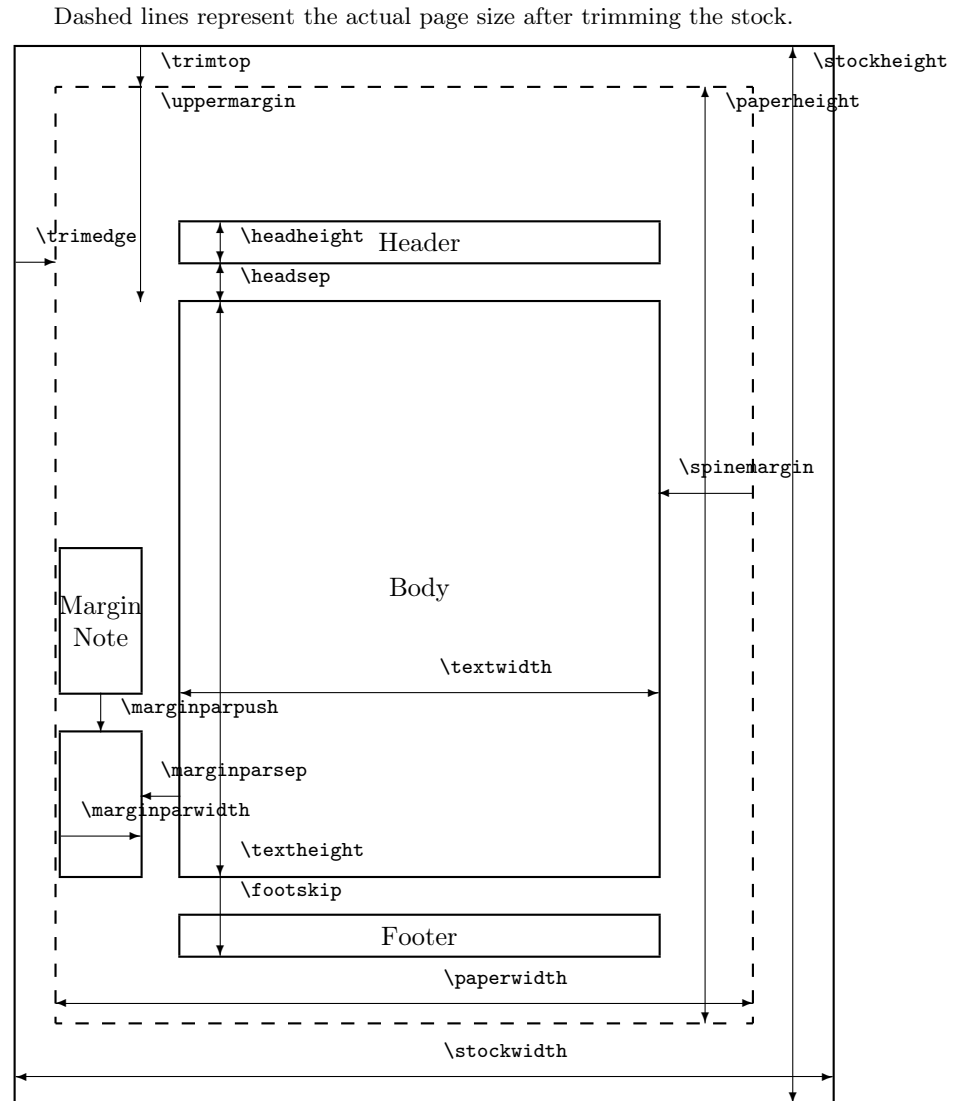 Dashed lines represent the actual page size after trimming the stock.
\trimtop
\stockheight
\uppermargin
\paperheight
\trimedge
\headheight
Header
\headsep
\spinemargin
Body
Margin
Note
\textwidth
\marginparpush
\marginparsep
\marginparwidth
\textheight
\footskip
Footer
\paperwidth
\stockwidth